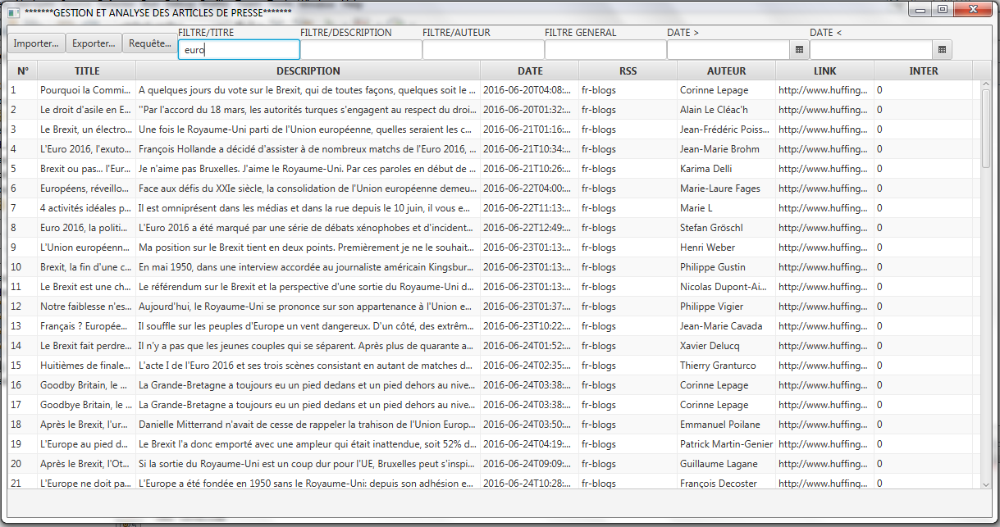 *******GESTION ET ANALYSE DES ARTICLES DE PRESSE*******
Importer... Exporter... Requête... FILTRE/TITRE FILTRE/DESCRIPTION FILTRE/AUTEUR FILTRE GENERAL DATE > DATE <
euro
N° TITLE DESCRIPTION DATE RSS AUTEUR LINK INTER
1 Pourquoi la Commi... A quelques jours du vote sur le Brexit, qui de toutes façons, quelques soit le ... 2016-06-20T04:08:... fr-blogs Corinne Lepage http://www.huffing... 0
2 Le droit d'asile en E... "Par l'accord du 18 mars, les autorités turques s'engagent au respect du droi... 2016-06-20T01:32:... fr-blogs Alain Le Cléac'h http://www.huffing... 0
3 Le Brexit, un électro... Une fois le Royaume-Uni parti de l'Union européenne, quelles seraient les c... 2016-06-21T01:16:... fr-blogs Jean-Frédéric Poiss... http://www.huffing... 0
4 L'Euro 2016, l'exuto... François Hollande a décidé d'assister à de nombreux matchs de l'Euro 2016, ... 2016-06-21T10:34:... fr-blogs Jean-Marie Brohm http://www.huffing... 0
5 Brexit ou pas... l'Eur... Je n'aime pas Bruxelles. J'aime le Royaume-Uni. Par ces paroles en début de ... 2016-06-21T10:26:... fr-blogs Karima Delli http://www.huffing... 0
6 Européens, réveillo... Face aux défis du XXIe siècle, la consolidation de l'Union européenne demeu... 2016-06-22T04:00:... fr-blogs Marie-Laure Fages http://www.huffing... 0
7 4 activités idéales p... Il est omniprésent dans les médias et dans la rue depuis le 10 juin, il vous e... 2016-06-22T11:13:... fr-blogs Marie L http://www.huffing... 0
8 Euro 2016, la politi... L'Euro 2016 a été marqué par une série de débats xénophobes et d'incident... 2016-06-22T12:49:... fr-blogs Stefan Gröschl http://www.huffing... 0
9 L'Union européenn... Ma position sur le Brexit tient en deux points. Premièrement je ne le souhait... 2016-06-23T01:13:... fr-blogs Henri Weber http://www.huffing... 0
10 Brexit, la fin d'une c... En mai 1950, dans une interview accordée au journaliste américain Kingsbur... 2016-06-23T01:13:... fr-blogs Philippe Gustin http://www.huffing... 0
11 Le Brexit est une ch... Le référendum sur le Brexit et la perspective d'une sortie du Royaume-Uni d... 2016-06-23T01:13:... fr-blogs Nicolas Dupont-Ai... http://www.huffing... 0
12 Notre faiblesse n'es... Aujourd'hui, le Royaume-Uni se prononce sur son appartenance à l'Union e... 2016-06-23T01:37:... fr-blogs Philippe Vigier http://www.huffing... 0
13 Français ? Europée... Il souffle sur les peuples d'Europe un vent dangereux. D'un côté, des extrêm... 2016-06-23T10:22:... fr-blogs Jean-Marie Cavada http://www.huffing... 0
14 Le Brexit fait perdre... Il n'y a pas que les jeunes couples qui se séparent. Après plus de quarante a... 2016-06-24T01:52:... fr-blogs Xavier Delucq http://www.huffing... 0
15 Huitièmes de finale... L'acte I de l'Euro 2016 et ses trois scènes consistant en autant de matches d... 2016-06-24T02:35:... fr-blogs Thierry Granturco http://www.huffing... 0
16 Goodby Britain, le ... La Grande-Bretagne a toujours eu un pied dedans et un pied dehors au nive... 2016-06-24T03:38:... fr-blogs Corinne Lepage http://www.huffing... 0
17 Goodbye Britain, le ... La Grande-Bretagne a toujours eu un pied dedans et un pied dehors au nive... 2016-06-24T03:38:... fr-blogs Corinne Lepage http://www.huffing... 0
18 Après le Brexit, l'ur... Danielle Mitterrand n'avait de cesse de rappeler la trahison de l'Union Europ... 2016-06-24T03:50:... fr-blogs Emmanuel Poilane http://www.huffing... 0
19 L'Europe au pied d... Le Brexit l'a donc emporté avec une ampleur qui était inattendue, soit 52% d... 2016-06-24T04:19:... fr-blogs Patrick Martin-Genier http://www.huffing... 0
20 Après le Brexit, l'Ot... Si la sortie du Royaume-Uni est un coup dur pour l'UE, Bruxelles peut s'inspi... 2016-06-24T09:09:... fr-blogs Guillaume Lagane http://www.huffing... 0
21 L'Europe ne doit pa... L'Europe a été fondée en 1950 sans le Royaume-Uni: depuis son adhésion e... 2016-06-24T10:28:... fr-blogs François Decoster http://www.huffing... 0